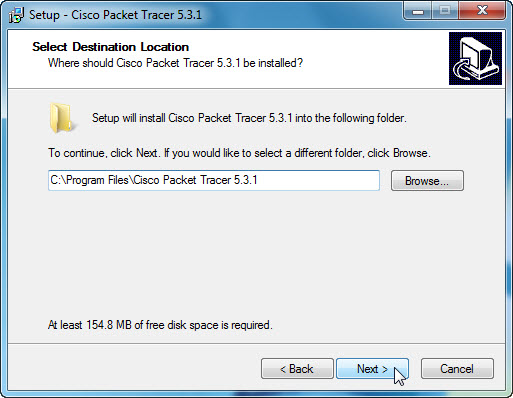 Setup - Cisco Packet Tracer 5.3.1
Select Destination Location
Where should Cisco Packet Tracer 5.3.1 be installed?
Setup will install Cisco Packet Tracer 5.3.1 into the following folder.
To continue, click Next. If you would like to select a different folder, click Browse.
C:\Program Files\Cisco Packet Tracer 5.3.1
Browse...
At least 154.8 MB of free disk space is required.
< Back
Next >
Cancel